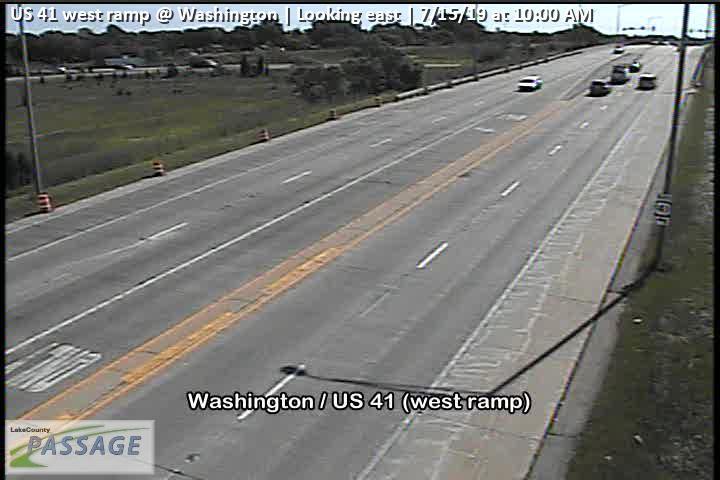 US 41 west ramp @ Washington | Looking east | 7/15/19 at 10:00 AM
Washington / US 41 (west ramp)
LakeCounty
PASSAGE